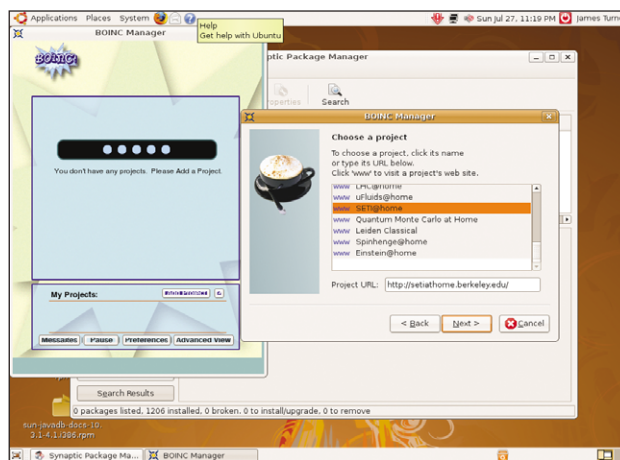 Applications Places System
Sun Jul 27, 11:19 PM
James Turn
Help
Get help with Ubuntu
BOINC Manager
BOINC
You don't have any projects. Please Add a Project.
My Projects:
Messages
Pause
Preferences
Advanced View
ptic Package Manager
roperties
Search
BOINC Manager
Choose a project
To choose a project, click its name
or type its URL below.
Click 'www' to visit a project's web site.
www LHC@home
www uFluids@home
www SETI@home
www Quantum Monte Carlo at Home
www Leiden Classical
www Spinhenge@home
www Einstein@home
Project URL: http://setiathome.berkeley.edu/
< Back
Next >
Cancel
Search Results
0 packages listed, 1206 installed, 0 broken. 0 to install/upgrade, 0 to remove
sun-javadb-docs-10.
3.1-4.1.i386.rpm
Synaptic Package Ma...
BOINC Manager